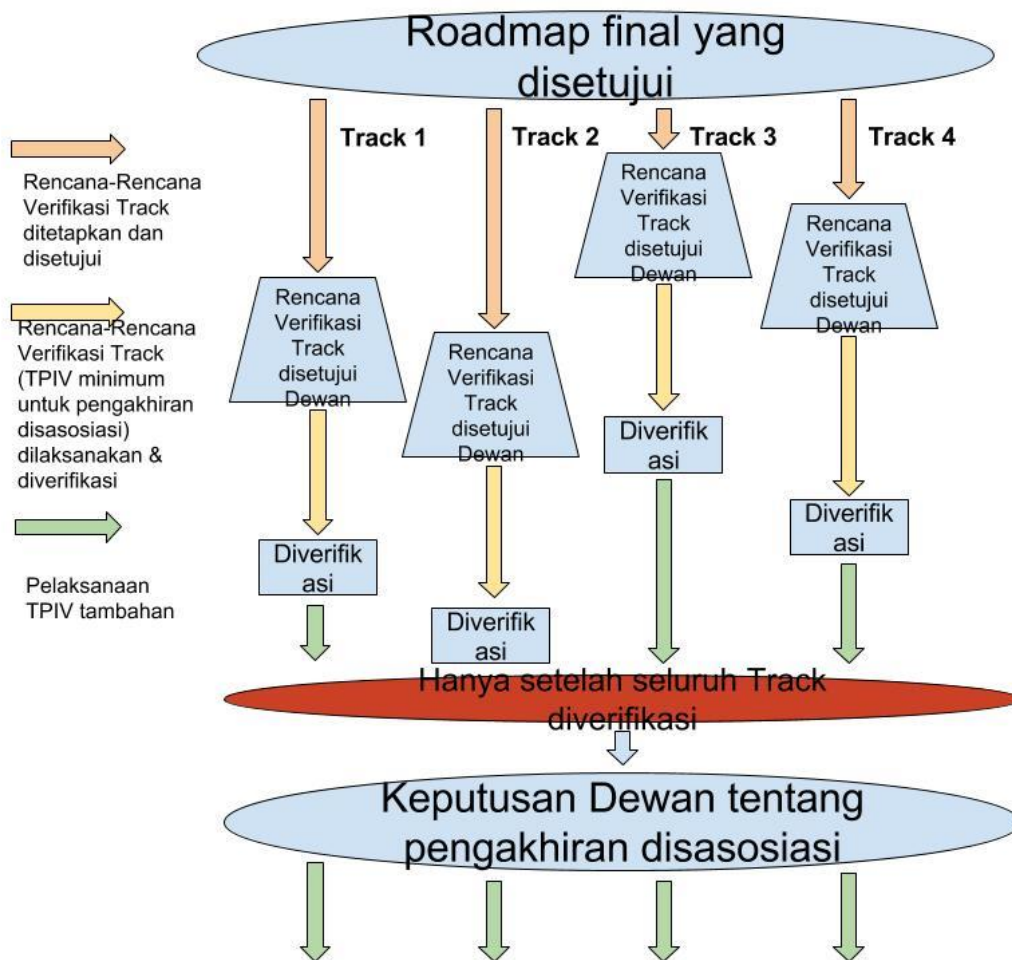 Roadmap final yang
disetujui
Track 1
Track 2
Track 3
Track 4
Rencana-Rencana
Verifikasi Track
ditetapkan dan
disetujui
Rencana-Rencana
Verifikasi Track
(TPIV minimum
untuk pengakhiran
disasosiasi)
dilaksanakan &
diverifikasi
Pelaksanaan
TPIV tambahan
Rencana
Verifikasi
Track
disetujui
Dewan
Rencana
Verifikasi
Track
disetujui
Dewan
Rencana
Verifikasi
Track
disetujui
Dewan
Rencana
Verifikasi
Track
disetujui
Dewan
Diverifik
asi
Diverifik
asi
Diverifik
asi
Diverifik
asi
Hanya setelah seluruh Track
diverifikasi
Keputusan Dewan tentang
pengakhiran disasosiasi